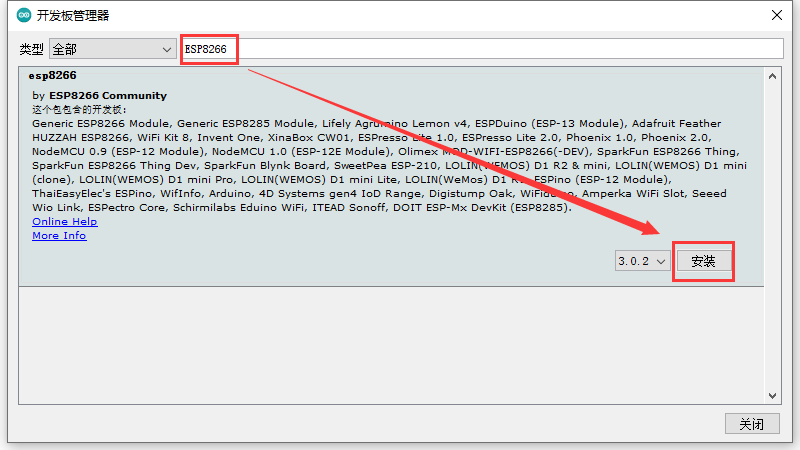 开发板管理器
类型 全部 ESP8266
esp8266
by ESP8266 Community
这个包包含的开发板:
Generic ESP8266 Module, Generic ESP8285 Module, Lifely Agrumino Lemon v4, ESPDuino (ESP-13 Module), Adafruit Feather
HUZZAH ESP8266, WiFi Kit 8, Invent One, XinaBox CW01, ESPresso Lite 1.0, ESPresso Lite 2.0, Phoenix 1.0, Phoenix 2.0,
NodeMCU 0.9 (ESP-12 Module), NodeMCU 1.0 (ESP-12E Module), Olimex MOD-WIFI-ESP8266(-DEV), SparkFun ESP8266 Thing,
SparkFun ESP8266 Thing Dev, SparkFun Blynk Board, SweetPea ESP-210, LOLIN(WEMOS) D1 R2 & mini, LOLIN(WEMOS) D1 mini
(clone), LOLIN(WEMOS) D1 mini Pro, LOLIN(WEMOS) D1 mini Lite, LOLIN(WeMos) D1 R1, ESPino (ESP-12 Module),
ThaiEasyElec's ESPino, WifInfo, Arduino, 4D Systems gen4 IoD Range, Digistump Oak, WiFiduino, Amperka WiFi Slot, Seeed
Wio Link, ESPectro Core, Schirmilabs Eduino WiFi, ITEAD Sonoff, DOIT ESP-Mx DevKit (ESP8285).
Online Help
More Info
3.0.2 安装
关闭